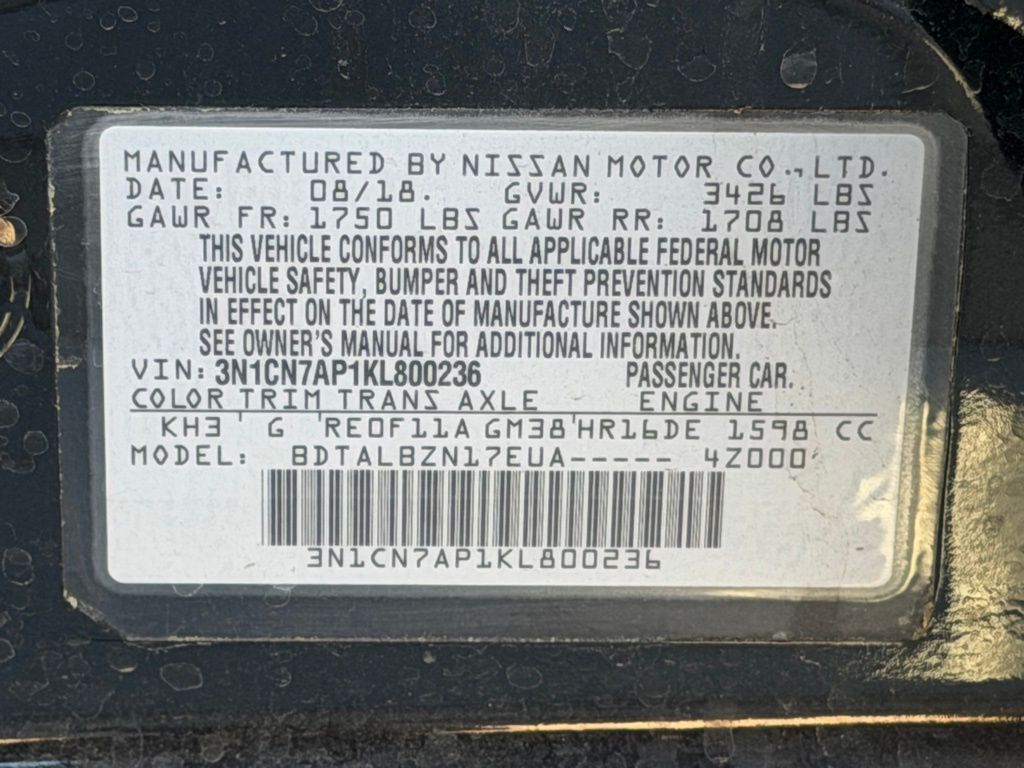 MANUFACTURED BY NISSAN MOTOR CO., LTD.
DATE: 08/18. GVWR: 3426 LBS
GAWR FR: 1750 LBS GAWR RR: 1708 LBS
THIS VEHICLE CONFORMS TO ALL APPLICABLE FEDERAL MOTOR
VEHICLE SAFETY, BUMPER AND THEFT PREVENTION STANDARDS
IN EFFECT ON THE DATE OF MANUFACTURE SHOWN ABOVE.
SEE OWNER'S MANUAL FOR ADDITIONAL INFORMATION.
VIN: 3N1CN7AP1KL800236 PASSENGER CAR.
COLOR TRIM TRANS AXLE ENGINE
KH3 G RE0F11A GM38 HR16DE 1598 CC
MODEL: BDTALBZN17EUA----- 4Z000
3N1CN7AP1KL800236